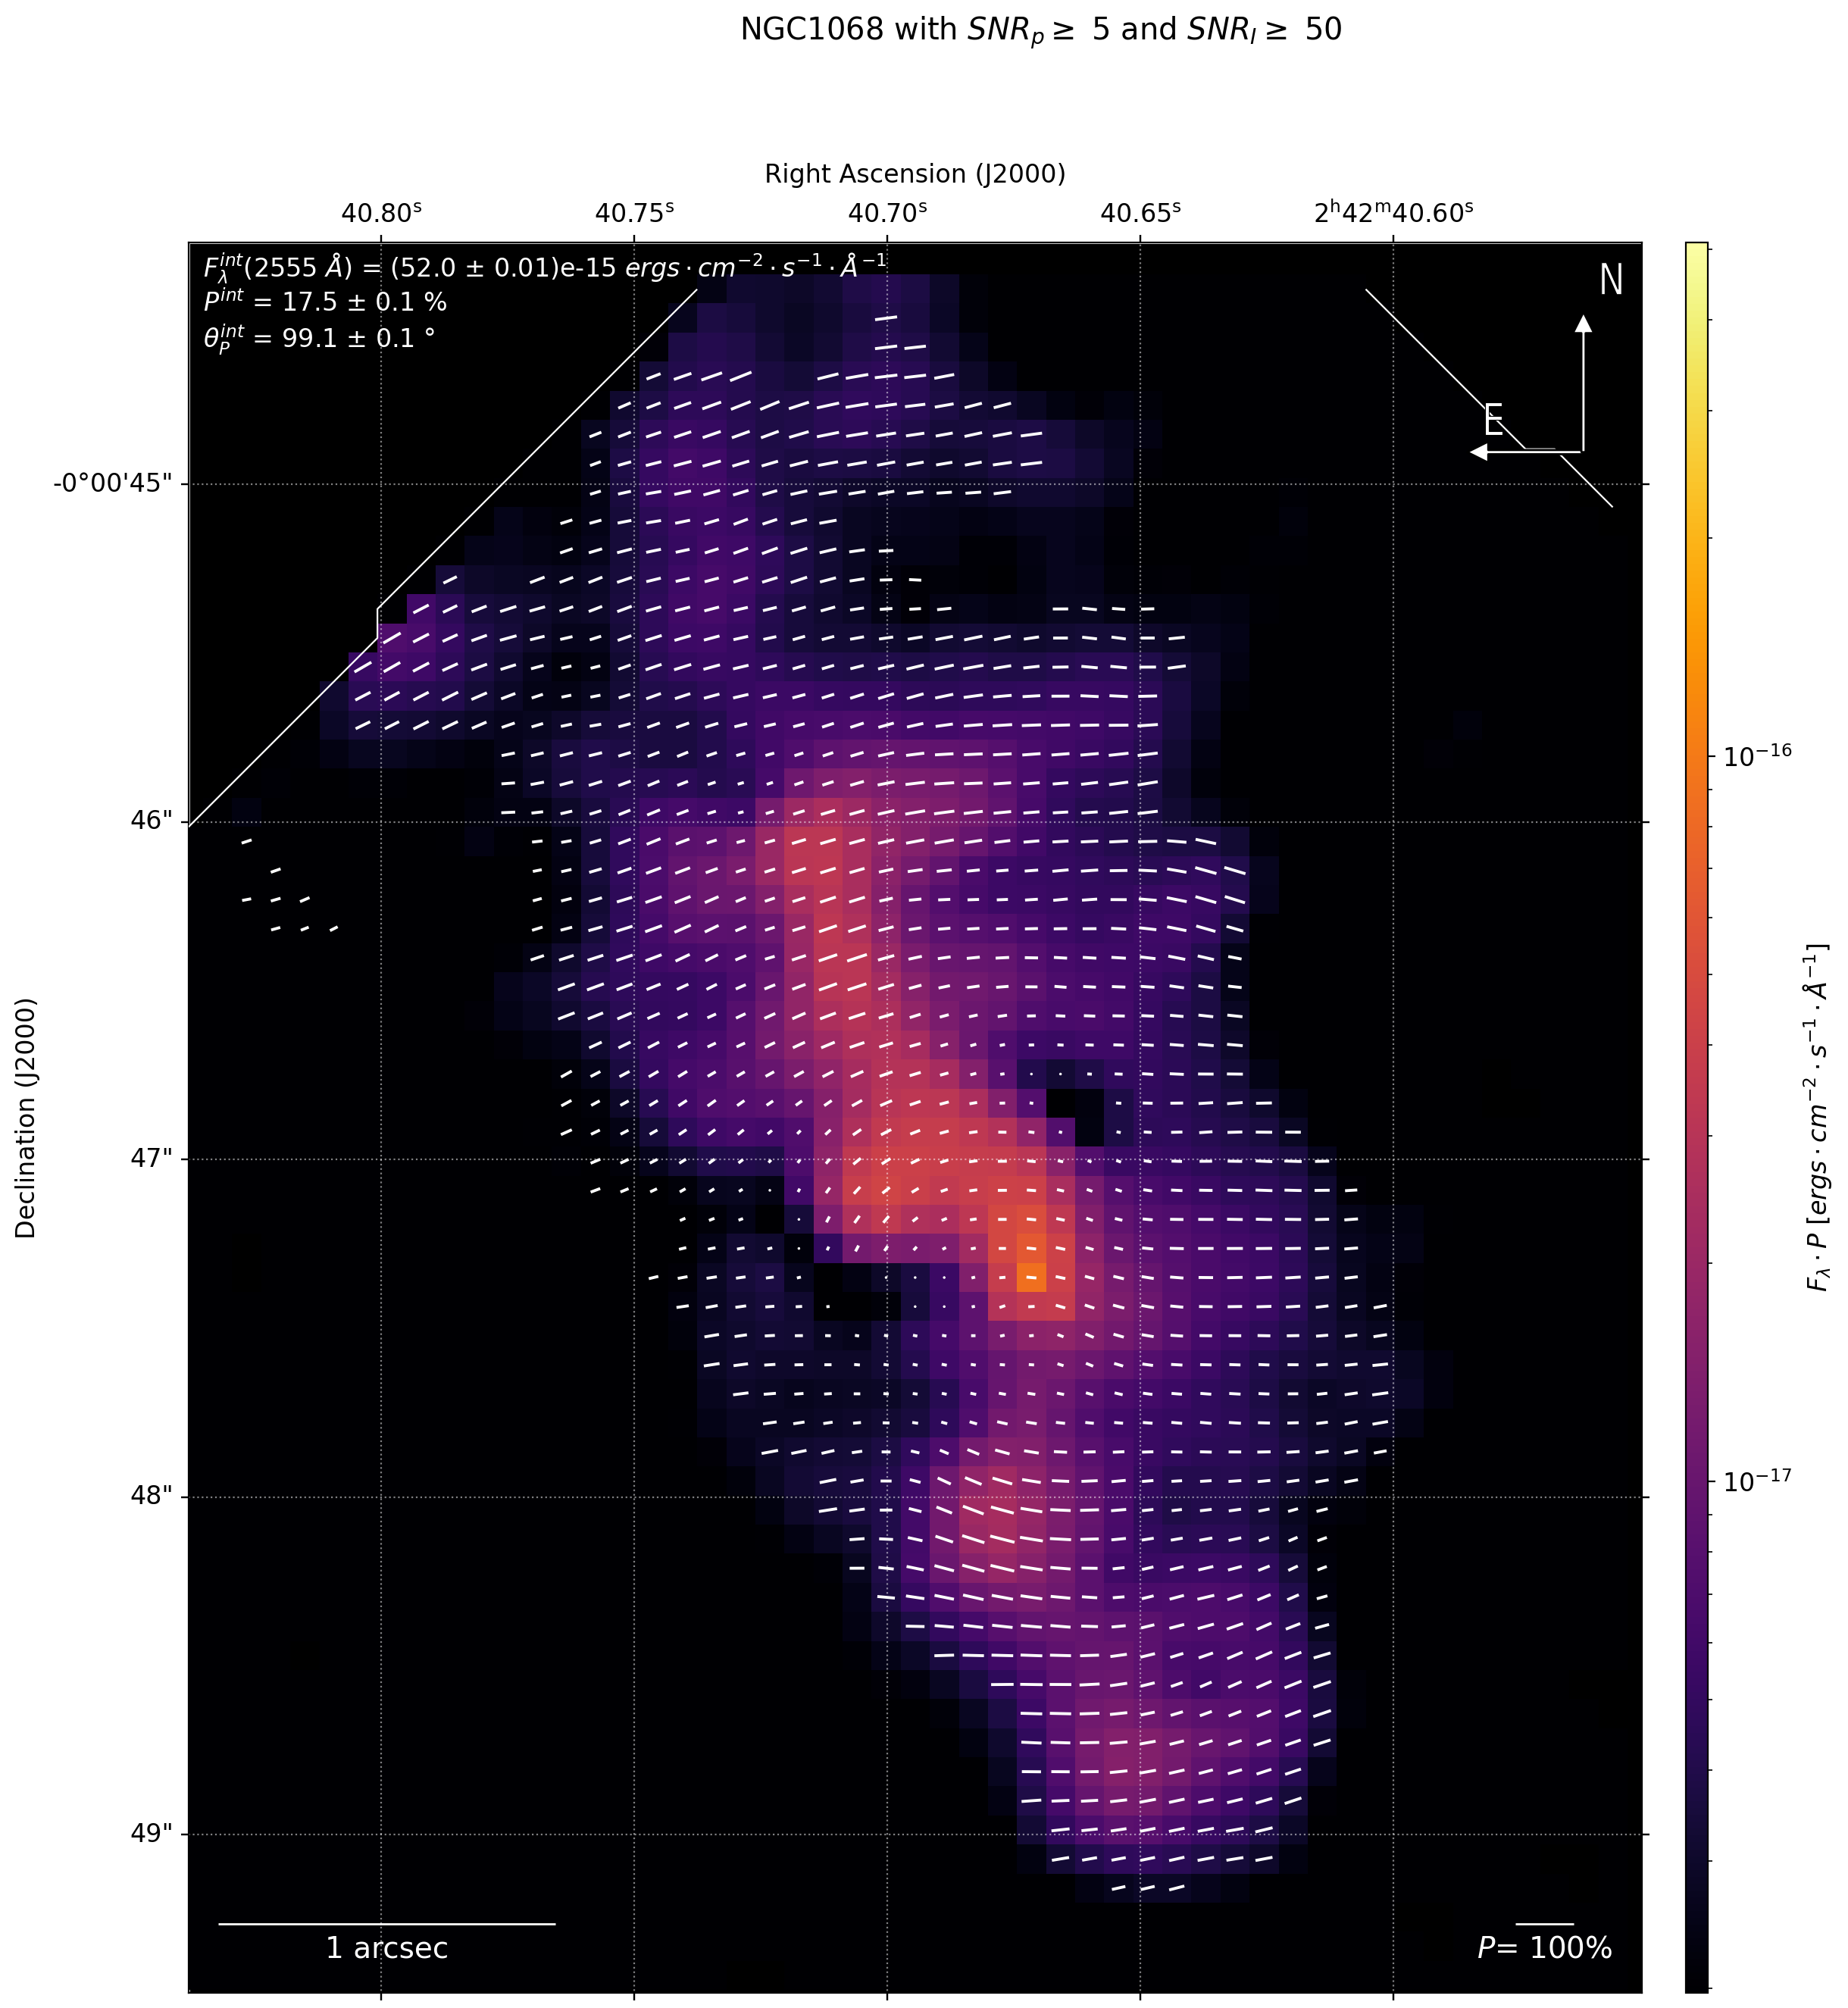 NGC1068 with SNR_p ≥ 5 and SNR_I ≥ 50
Right Ascension (J2000)
40.80ˢ 40.75ˢ 40.70ˢ 40.65ˢ 2ʰ42ᵐ40.60ˢ
F_λ^int(2555 Å) = (52.0 ± 0.01)e-15 ergs · cm⁻² · s⁻¹ · Å⁻¹
P^int = 17.5 ± 0.1 %
θ_P^int = 99.1 ± 0.1 °
N
E
-0°00'45"
46"
47"
48"
49"
Declination (J2000)
1 arcsec
P= 100%
10⁻¹⁶
10⁻¹⁷
F_λ · P [ergs · cm⁻² · s⁻¹ · Å⁻¹]